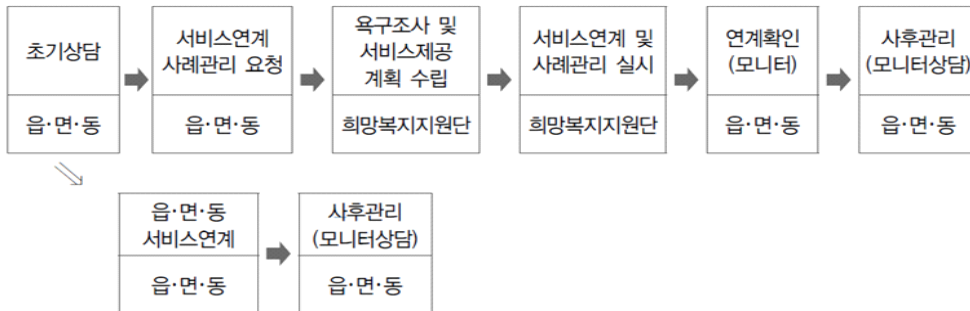 초기상담
읍·면·동
서비스연계
사례관리 요청
읍·면·동
욕구조사 및
서비스제공
계획 수립
희망복지지원단
서비스연계 및
사례관리 실시
희망복지지원단
연계확인
(모니터)
읍·면·동
사후관리
(모니터상담)
읍·면·동
읍·면·동
서비스연계
읍·면·동
사후관리
(모니터상담)
읍·면·동